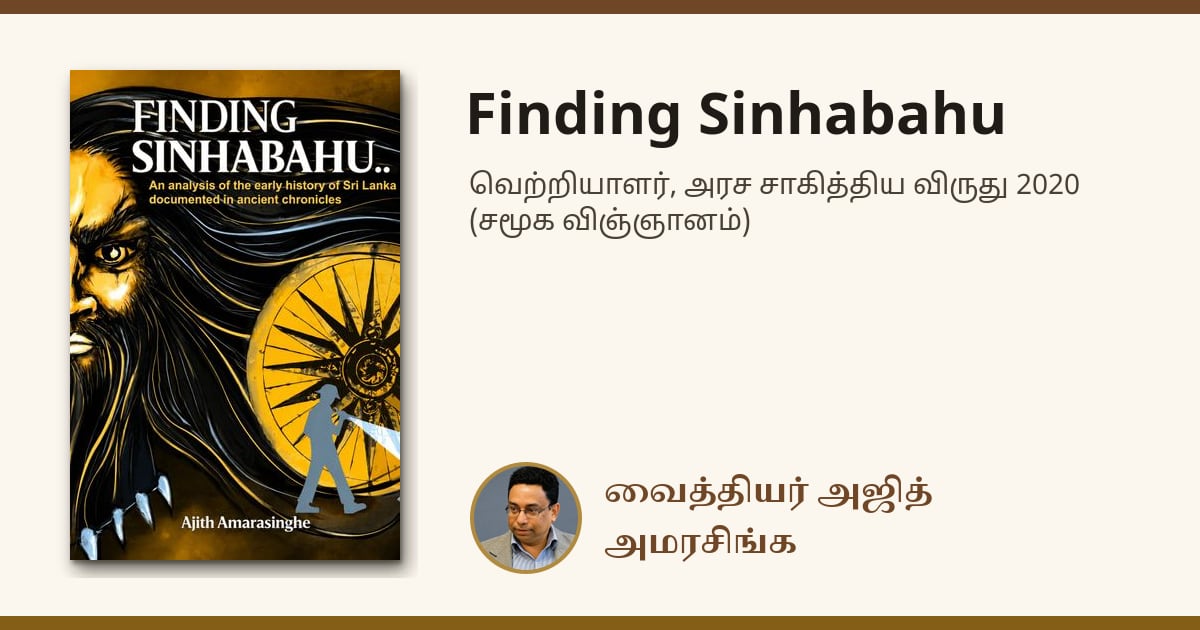 FINDING
SINHABAHU..
An analysis of the early history of Sri Lanka
documented in ancient chronicles
Ajith Amarasinghe
Finding Sinhabahu
வெற்றியாளர், அரச சாகித்திய விருது 2020
(சமூக விஞ்ஞானம்)
வைத்தியர் அஜித்
அமரசிங்க